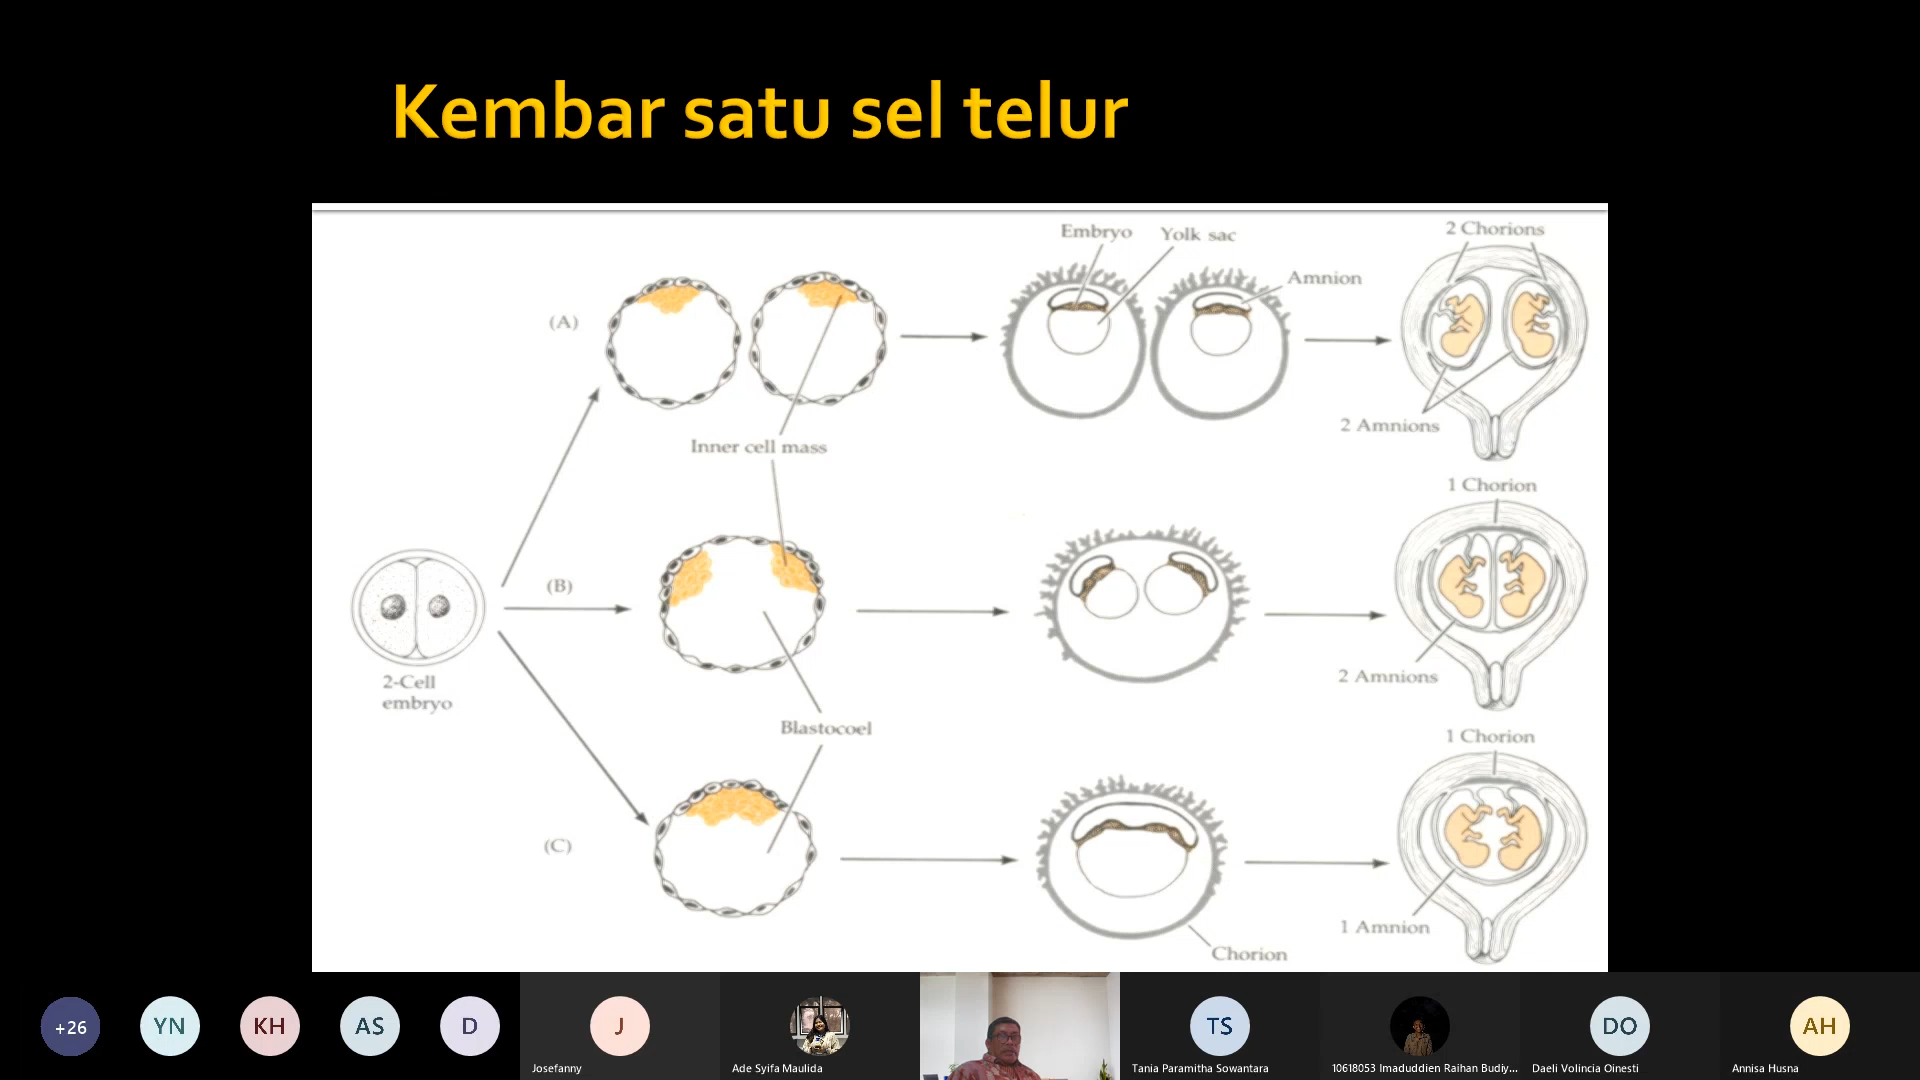 Kembar satu sel telur
Embryo
Yolk sac
2 Chorions
Amnion
(A)
2 Amnions
Inner cell mass
1 Chorion
(B)
2-Cell
embryo
2 Amnions
Blastocoel
1 Chorion
(C)
1 Amnion
Chorion
+26
YN
KH
AS
D
J
TS
DO
AH
Josefanny
Ade Syifa Maulida
Tania Paramitha Sowantara
10618053 Imaduddien Raihan Budiy...
Daeli Volincia Oinesti
Annisa Husna